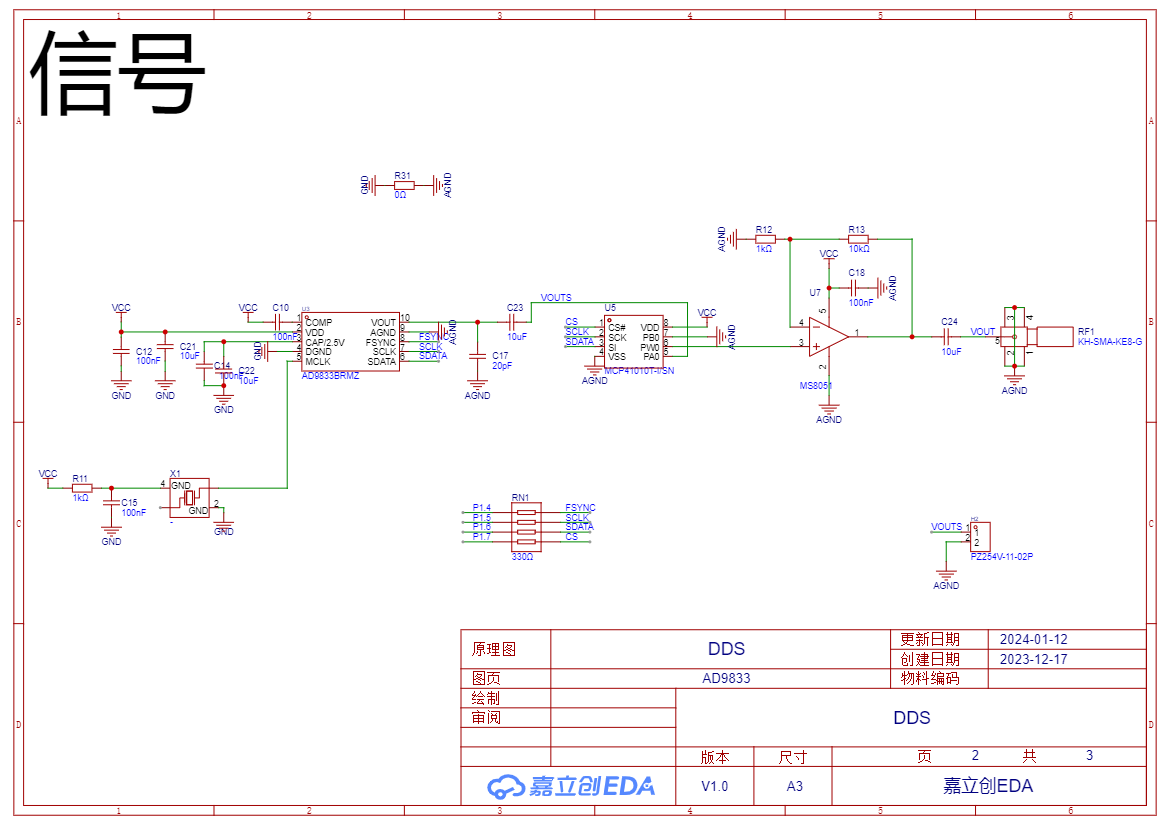 1 2 3 4 5 6
信号
A A
R31
GND AGND
0Ω
R12 R13
AGND
1kΩ 10kΩ
VCC
C18
AGND
U7
100nF
5
4
3
1
2
MS8051
AGND
B B
VCC
C12
100nF
C21
10uF
GND GND
VCC
C10
100nF
C14
100nF
C22
10uF
GND
GND
1 COMP
2 VDD
3 CAP/2.5V
4 DGND
5 MCLK
VOUT 10
AGND 9
FSYNC 8
SCLK 7
SDATA 6
AD9833BRMZ
AGND
FSYNC
SCLK
SDATA
C17
20pF
AGND
C23
10uF
VOUTS
U5
CS
SCLK
SDATA
1 CS#
2 SCK
3 SI
4 VSS
VDD 8
PB0 7
PW0 6
PA0 5
MCP41010T-I/SN
AGND
VCC
AGND
C24
10uF
VOUT
5
3 4
2 1
RF1
KH-SMA-KE8-G
AGND
VCC
R11
1kΩ
C15
100nF
GND
X1
4 GND
GND 2
-
GND
C C
RN1
P1.4 FSYNC
P1.5 SCLK
P1.6 SDATA
P1.7 CS
330Ω
H2
VOUTS 1 1
2 2
PZ254V-11-02P
AGND
原理图 DDS 更新日期 2024-01-12
创建日期 2023-12-17
图页 AD9833 物料编码
绘制
审阅 DDS
D D
版本 尺寸 页 2 共 3
嘉立创EDA V1.0 A3 嘉立创EDA
1 2 3 4 5 6